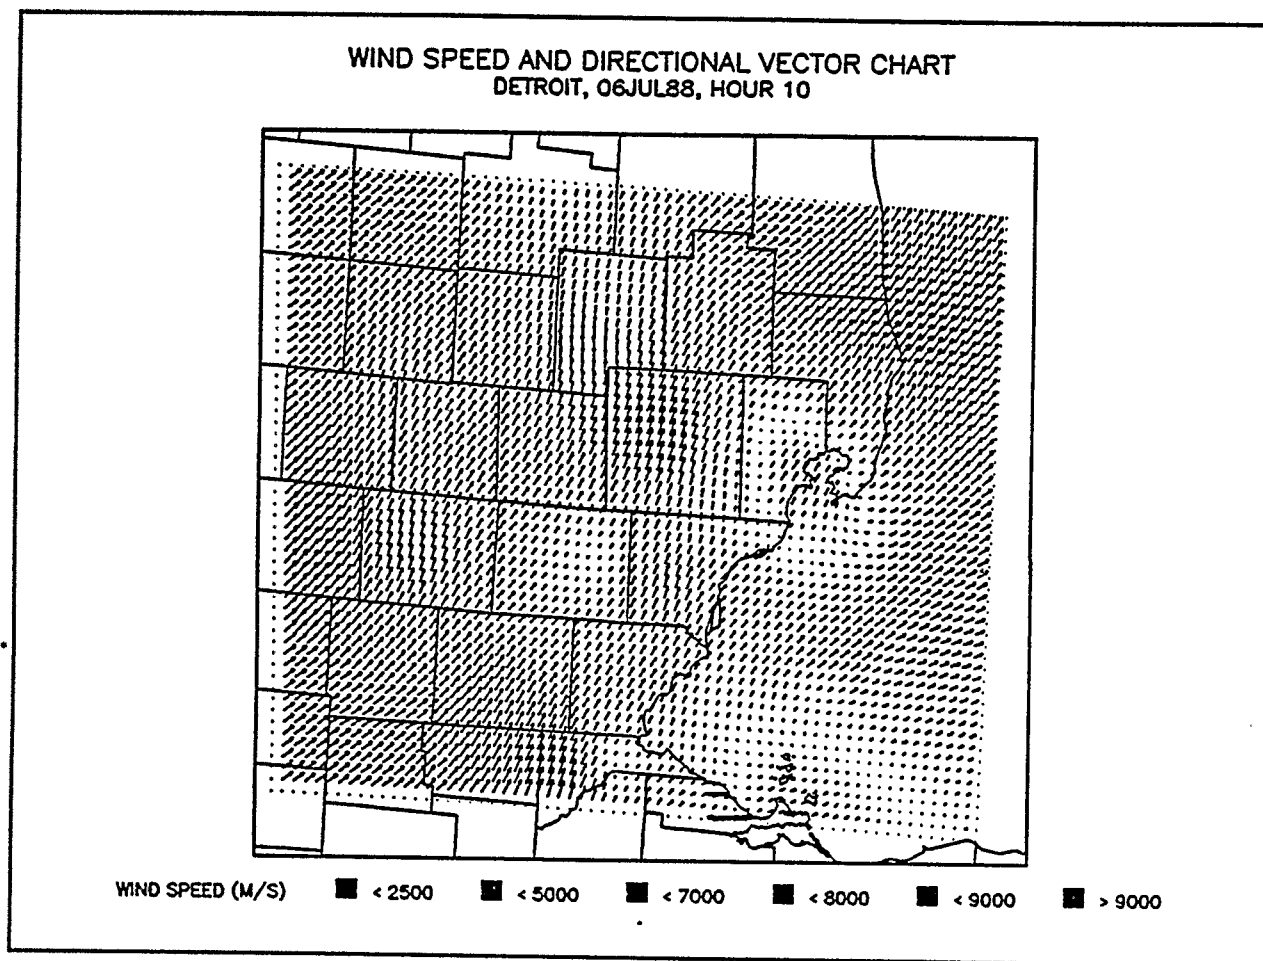 WIND SPEED AND DIRECTIONAL VECTOR CHART
DETROIT, 06JUL88, HOUR 10
WIND SPEED (M/S) < 2500 < 5000 < 7000 < 8000 < 9000 > 9000